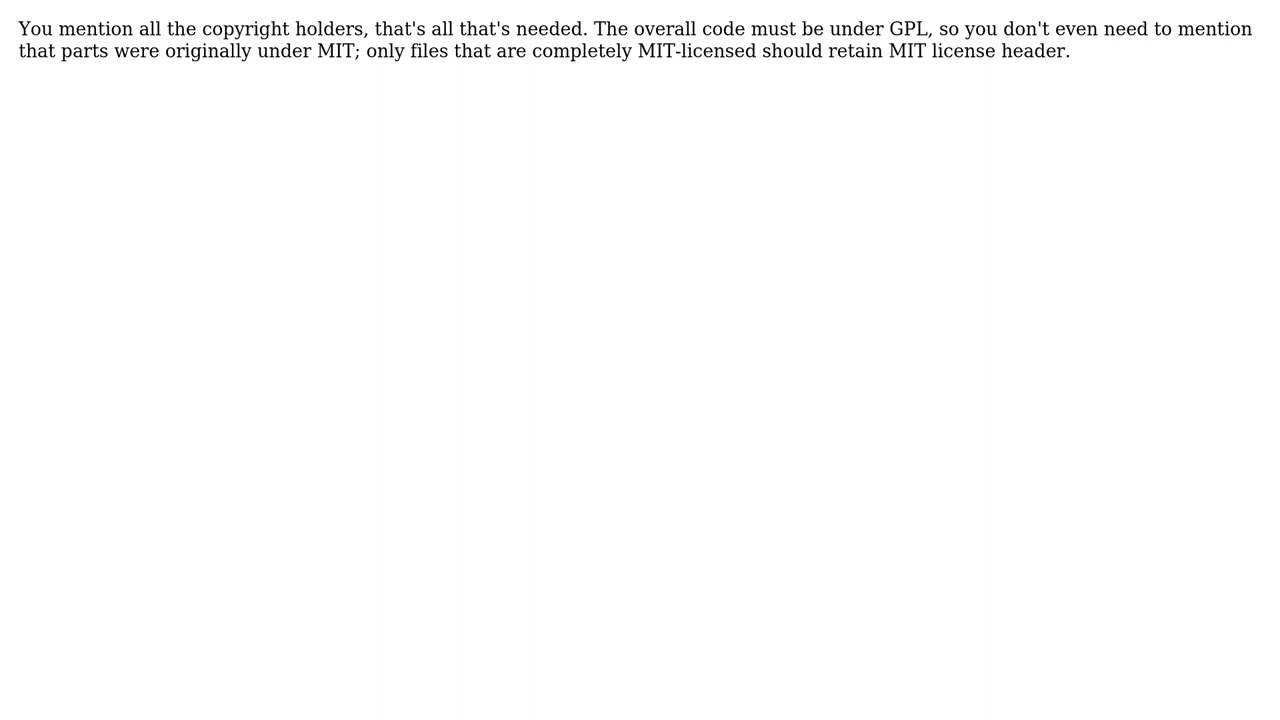 You mention all the copyright holders, that's all that's needed. The overall code must be under GPL, so you don't even need to mention
that parts were originally under MIT; only files that are completely MIT-licensed should retain MIT license header.